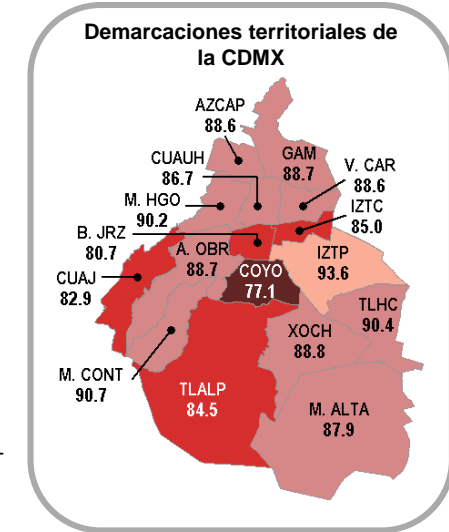 Demarcaciones territoriales de
la CDMX
AZCAP
88.6
CUAUH
86.7
GAM
88.7
V. CAR
88.6
M. HGO
90.2
IZTC
85.0
B. JRZ
80.7
A. OBR
88.7
IZTP
93.6
CUAJ
82.9
COYO
77.1
TLHC
90.4
XOCH
88.8
M. CONT
90.7
TLALP
84.5
M. ALTA
87.9